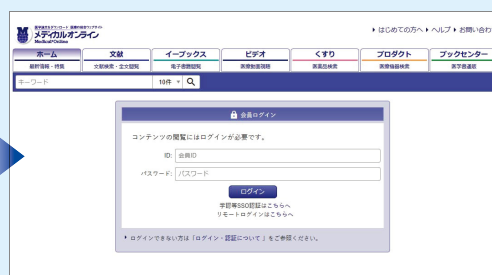 メディカルオンライン
Medical*Online
はじめての方へ ヘルプ お問い合わ
ホーム 文献 イーブックス ビデオ くすり プロダクト ブックセンター
最新情報・特集 文献検索・全文閲覧 電子書籍閲覧 医療動画視聴 医薬品検索 医療機器検索 医学書通販
キーワード 10件
会員ログイン
コンテンツの閲覧にはログインが必要です。
ID: 会員ID
パスワード: パスワード
ログイン
学認等SSO認証はこちらへ
リモートログインはこちらへ
ログインできない方は「ログイン・認証について」をご参照ください。